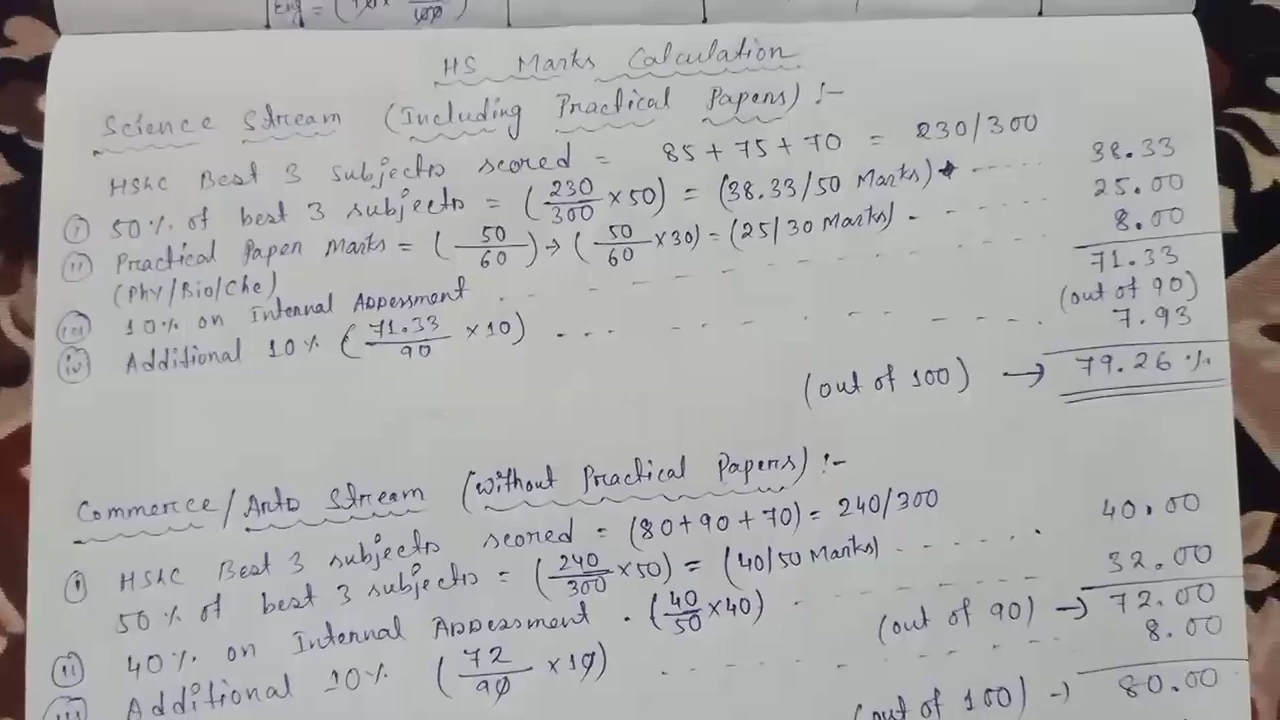 Eng = (
HS Marks Calculation
Science Stream (Including Practical Papers) :-
HSLC Best 3 subjects scored = 85 + 75 + 70 = 230/300
(i) 50% of best 3 subjects = (230/300 × 50) = (38.33/50 Marks) 38.33
(ii) Practical Paper Marks = (50/60) → (50/60 × 30) = (25/30 Marks) 25.00
(Phy/Bio/Che)
(iii) 10% on Internal Assessment 8.00
71.33
(out of 90)
(iv) Additional 10% (71.33/90 × 10) 7.93
(out of 100) → 79.26 %
Commerce/Arts Stream (Without Practical Papers) :-
(i) HSLC Best 3 subjects scored = (80+90+70) = 240/300
50% of best 3 subjects = (240/300 × 50) = (40/50 Marks) 40.00
(ii) 40% on Internal Assessment (40/50 × 40) 32.00
(out of 90) → 72.00
(iii) Additional 10% (72/90 × 10) 8.00
(out of 100) → 80.00